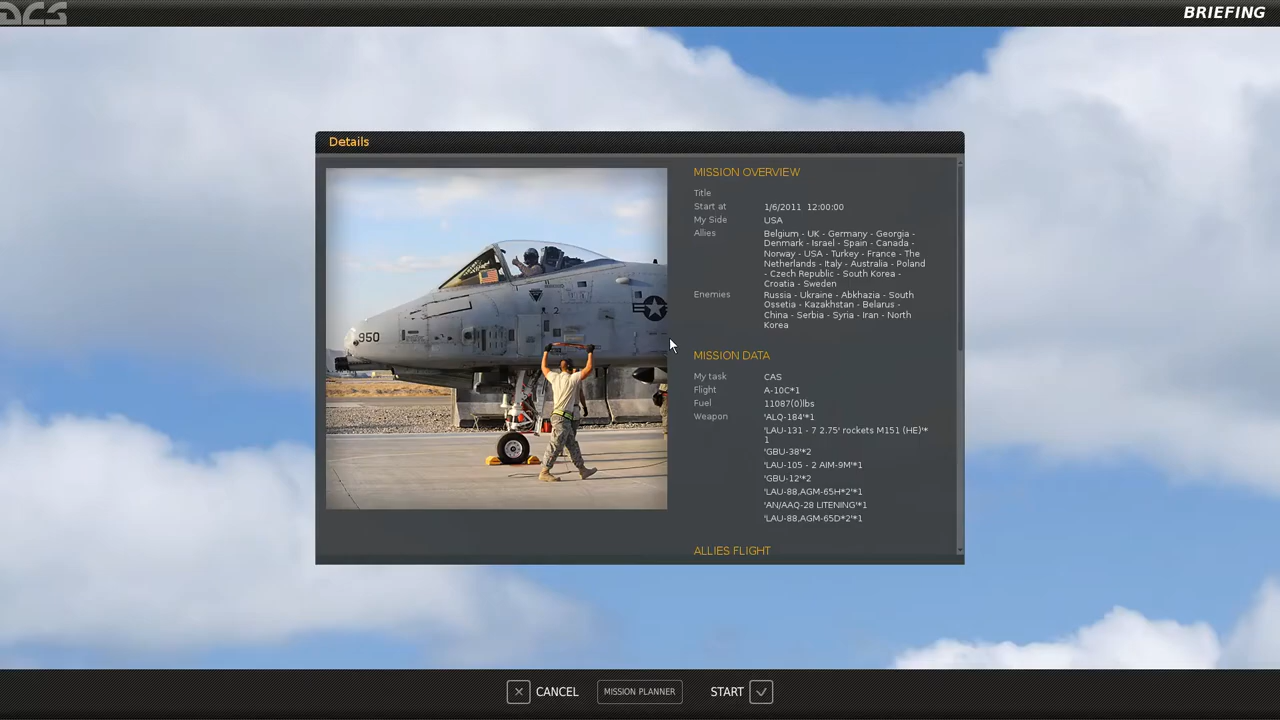 DCS
BRIEFING
Details
MISSION OVERVIEW
Title
Start at 1/6/2011 12:00:00
My Side USA
Allies Belgium - UK - Germany - Georgia -
Denmark - Israel - Spain - Canada -
Norway - USA - Turkey - France - The
Netherlands - Italy - Australia - Poland
- Czech Republic - South Korea -
Croatia - Sweden
Enemies Russia - Ukraine - Abkhazia - South
Ossetia - Kazakhstan - Belarus -
China - Serbia - Syria - Iran - North
Korea
950
MISSION DATA
My task CAS
Flight A-10C*1
Fuel 11087(0)lbs
Weapon 'ALQ-184'*1
'LAU-131 - 7 2.75' rockets M151 (HE)'*
1
'GBU-38'*2
'LAU-105 - 2 AIM-9M'*1
'GBU-12'*2
'LAU-88,AGM-65H*2'*1
'AN/AAQ-28 LITENING'*1
'LAU-88,AGM-65D*2'*1
ALLIES FLIGHT
CANCEL
MISSION PLANNER
START